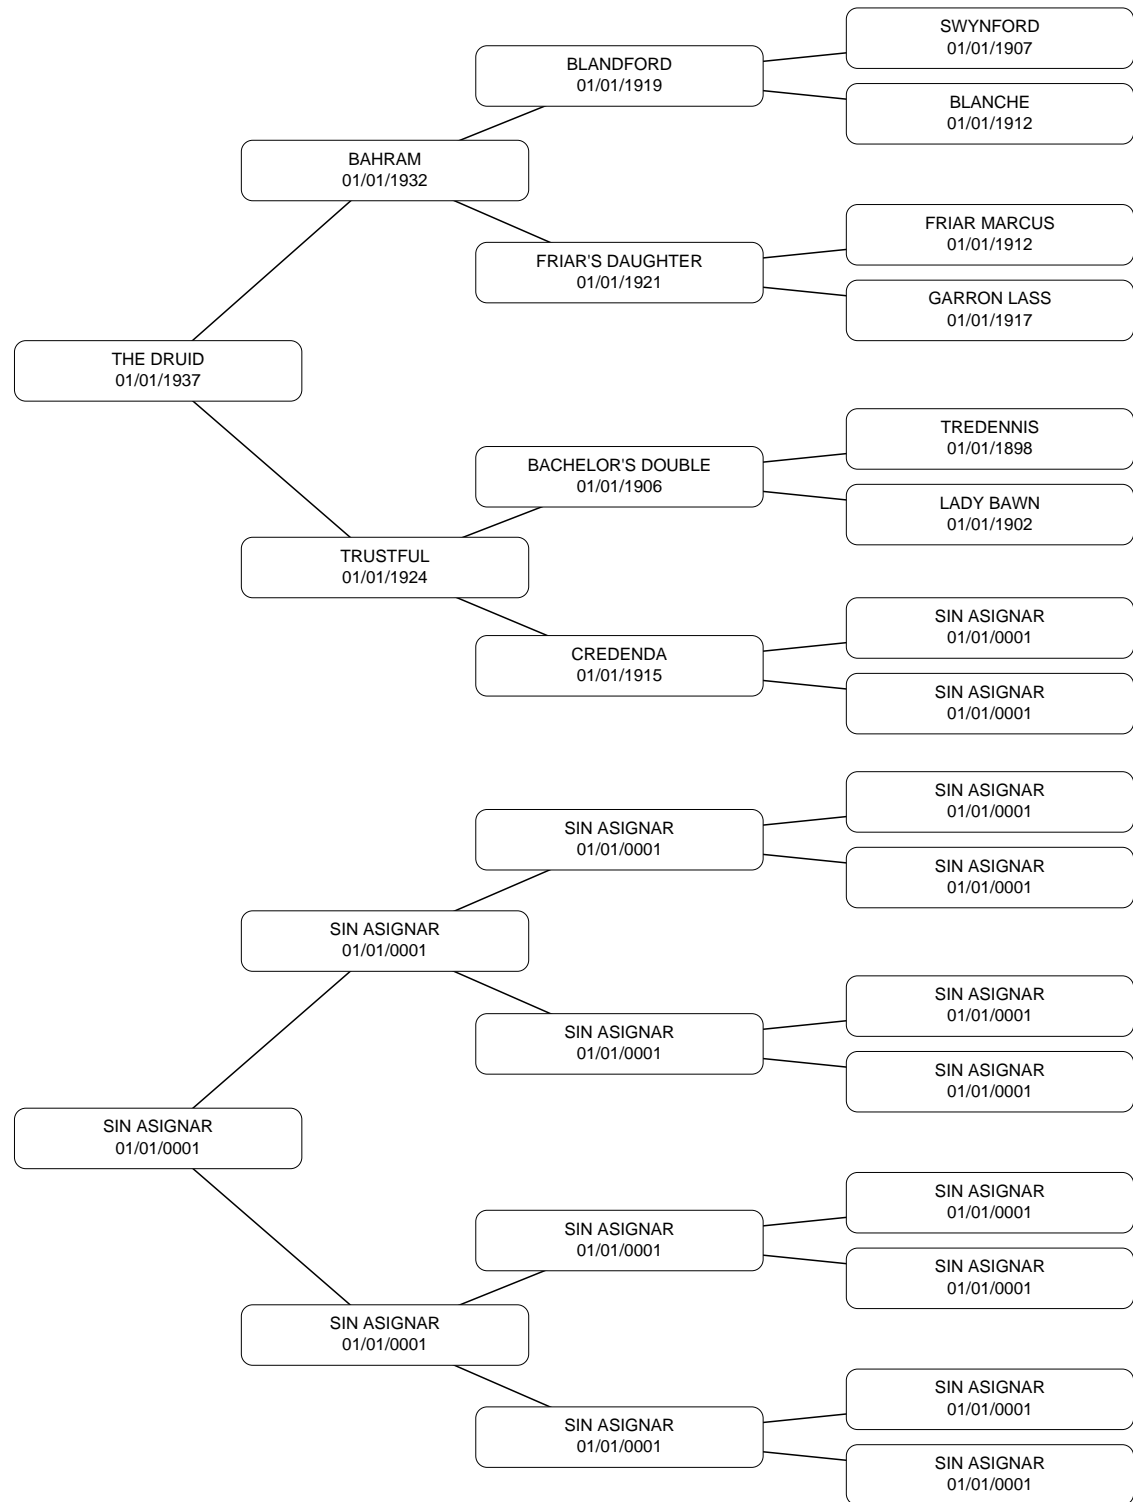 SWYNFORD
01/01/1907
BLANDFORD
01/01/1919
BLANCHE
01/01/1912
BAHRAM
01/01/1932
FRIAR MARCUS
01/01/1912
FRIAR'S DAUGHTER
01/01/1921
GARRON LASS
01/01/1917
THE DRUID
01/01/1937
TREDENNIS
01/01/1898
BACHELOR'S DOUBLE
01/01/1906
LADY BAWN
01/01/1902
TRUSTFUL
01/01/1924
SIN ASIGNAR
01/01/0001
CREDENDA
01/01/1915
SIN ASIGNAR
01/01/0001
SIN ASIGNAR
01/01/0001
SIN ASIGNAR
01/01/0001
SIN ASIGNAR
01/01/0001
SIN ASIGNAR
01/01/0001
SIN ASIGNAR
01/01/0001
SIN ASIGNAR
01/01/0001
SIN ASIGNAR
01/01/0001
SIN ASIGNAR
01/01/0001
SIN ASIGNAR
01/01/0001
SIN ASIGNAR
01/01/0001
SIN ASIGNAR
01/01/0001
SIN ASIGNAR
01/01/0001
SIN ASIGNAR
01/01/0001
SIN ASIGNAR
01/01/0001
SIN ASIGNAR
01/01/0001